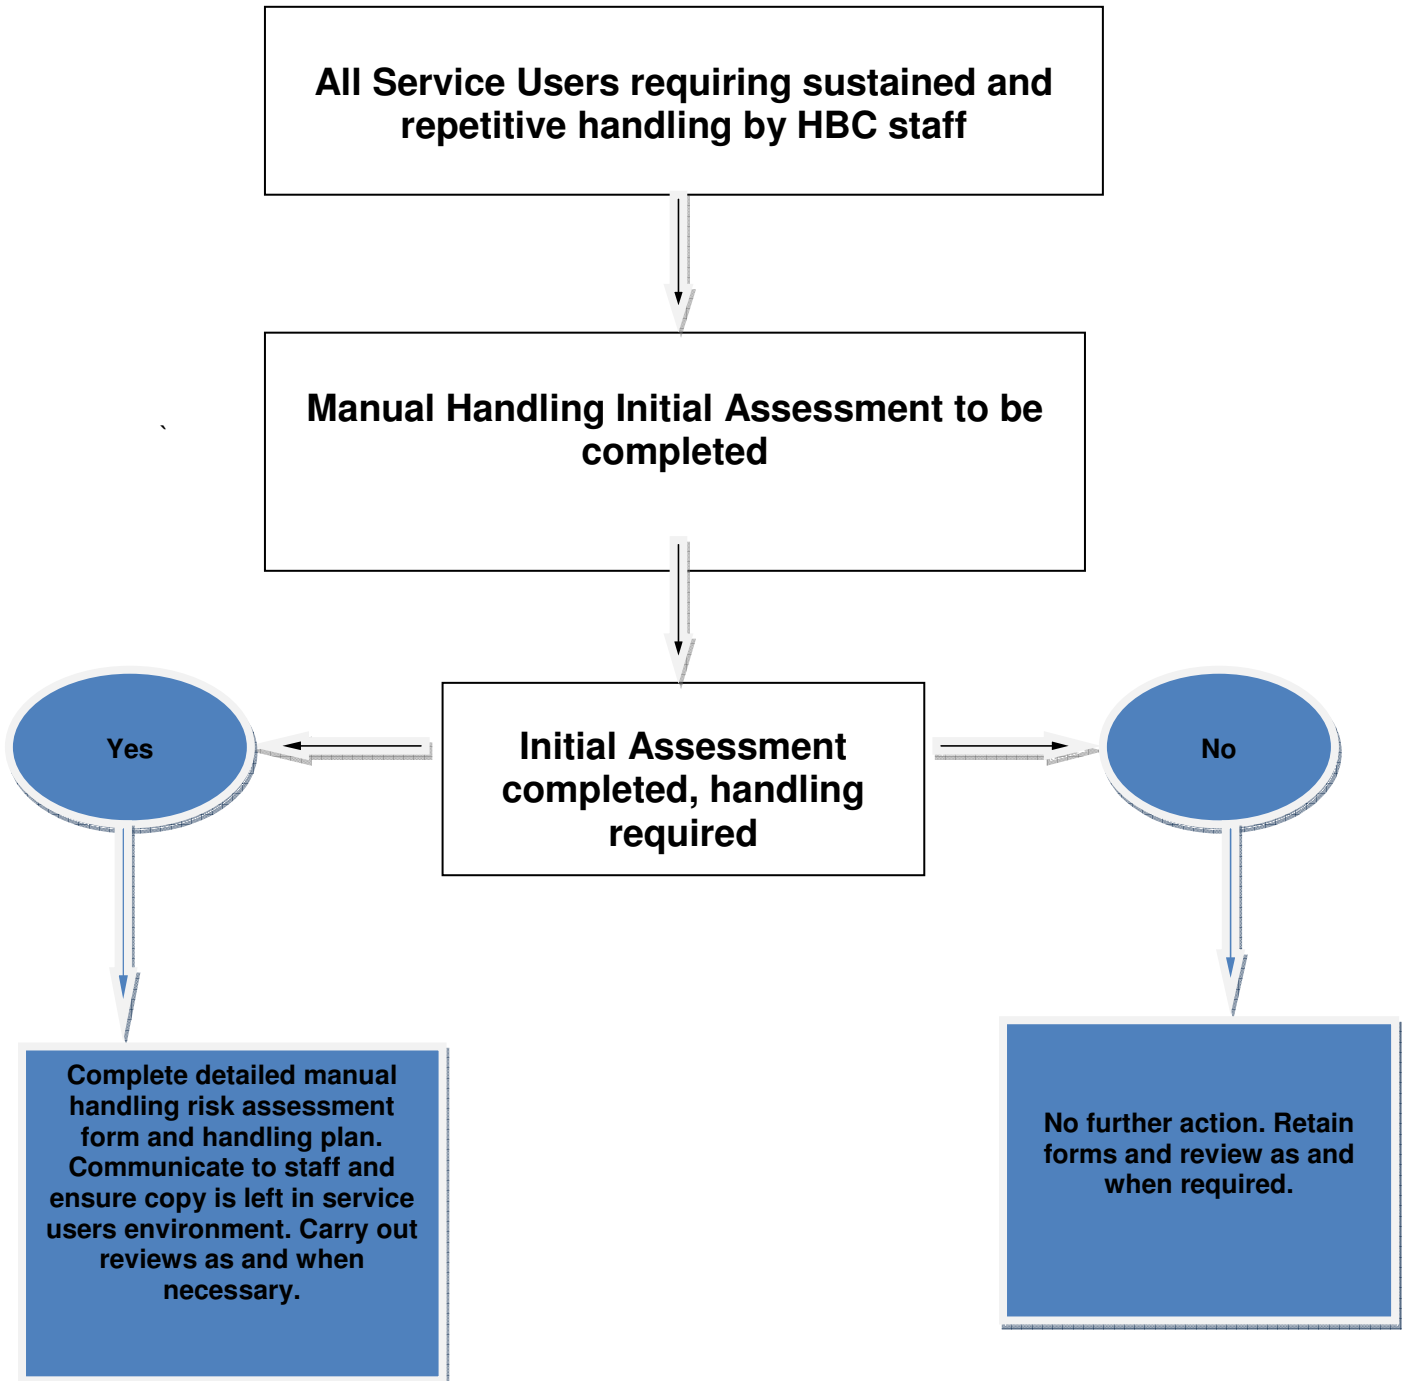 All Service Users requiring sustained and
repetitive handling by HBC staff
Manual Handling Initial Assessment to be
completed
`
Yes
Initial Assessment
completed, handling
required
No
Complete detailed manual
handling risk assessment
form and handling plan.
Communicate to staff and
ensure copy is left in service
users environment. Carry out
reviews as and when
necessary.
No further action. Retain
forms and review as and
when required.